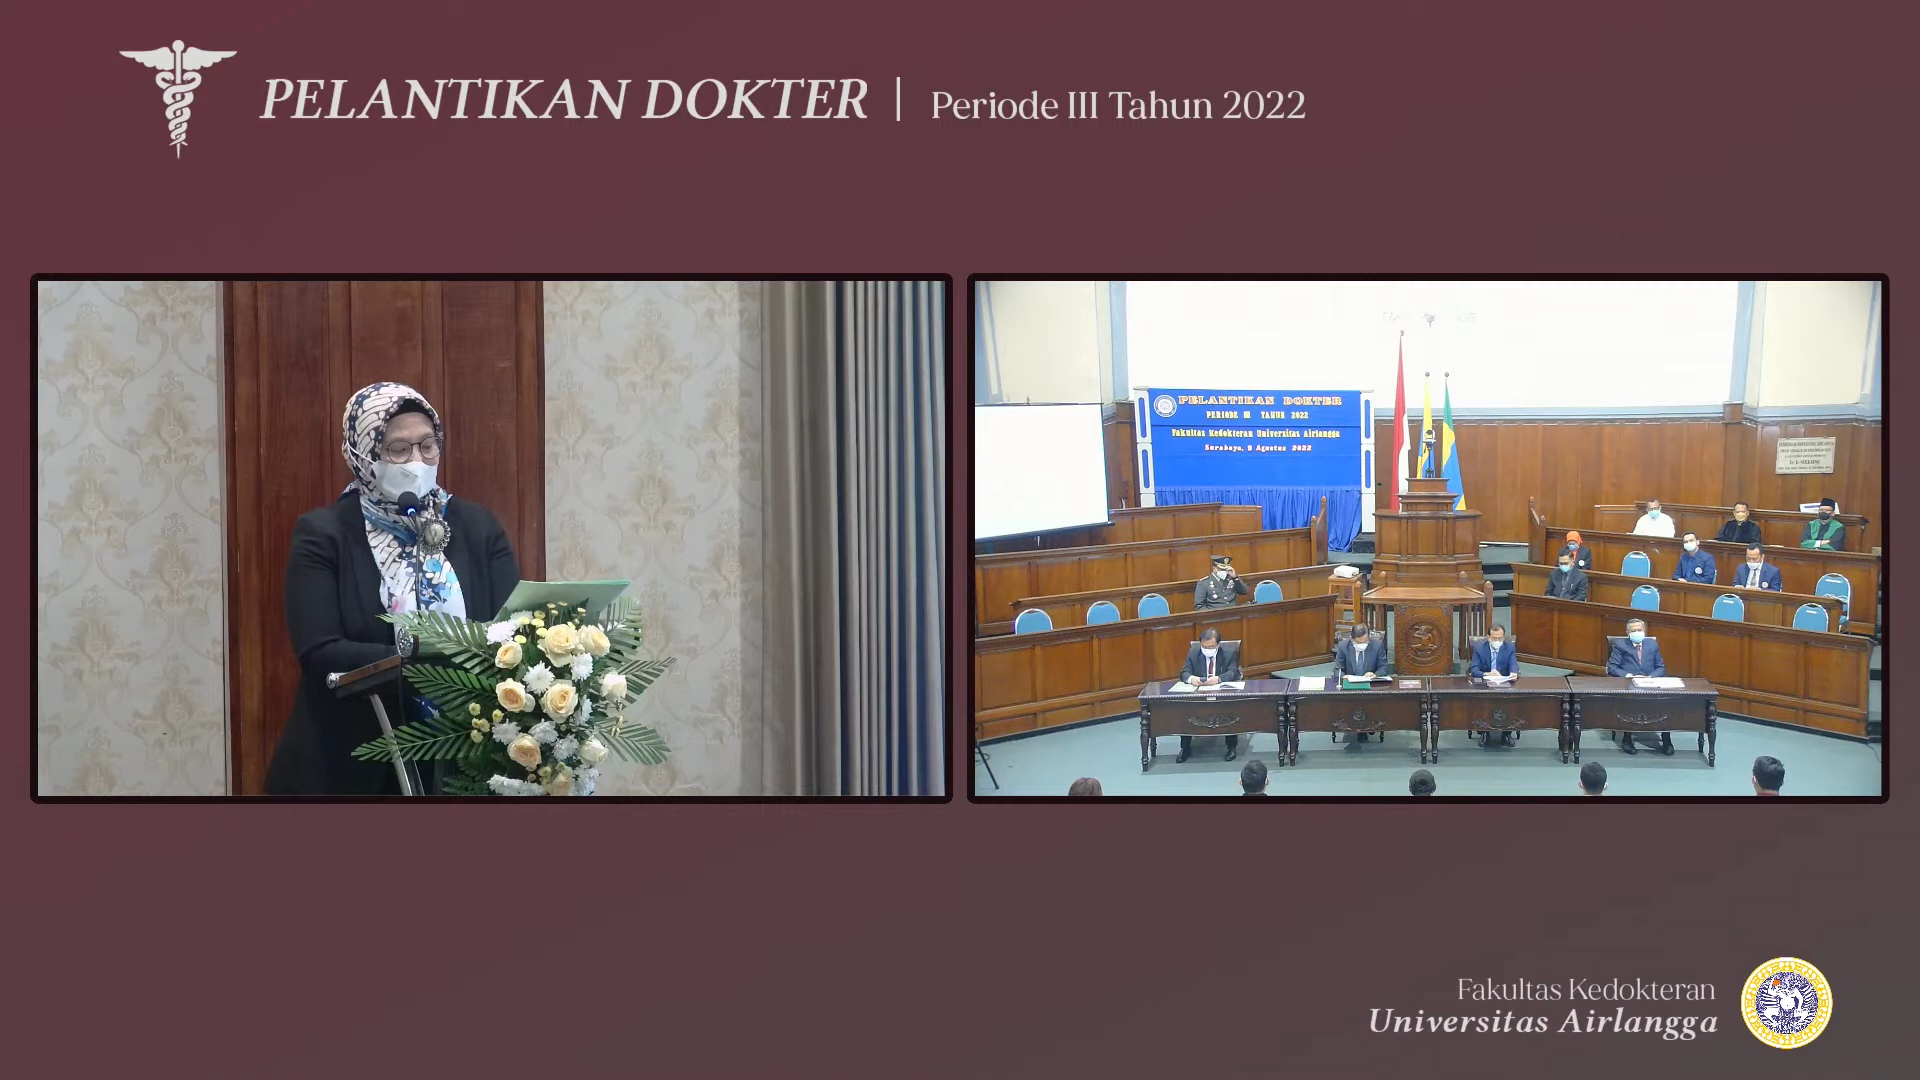 PELANTIKAN DOKTER | Periode III Tahun 2022
PELANTIKAN DOKTER
PERIODE III TAHUN 2022
Fakultas Kedokteran Universitas Airlangga
Surabaya, 9 Agustus 2022
Fakultas Kedokteran
Universitas Airlangga